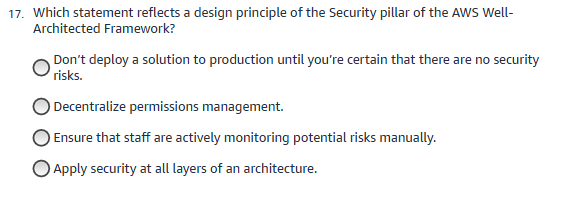 17. Which statement reflects a design principle of the Security pillar of the AWS Well-
Architected Framework?
Don't deploy a solution to production until you're certain that there are no security
risks.
Decentralize permissions management.
Ensure that staff are actively monitoring potential risks manually.
Apply security at all layers of an architecture.